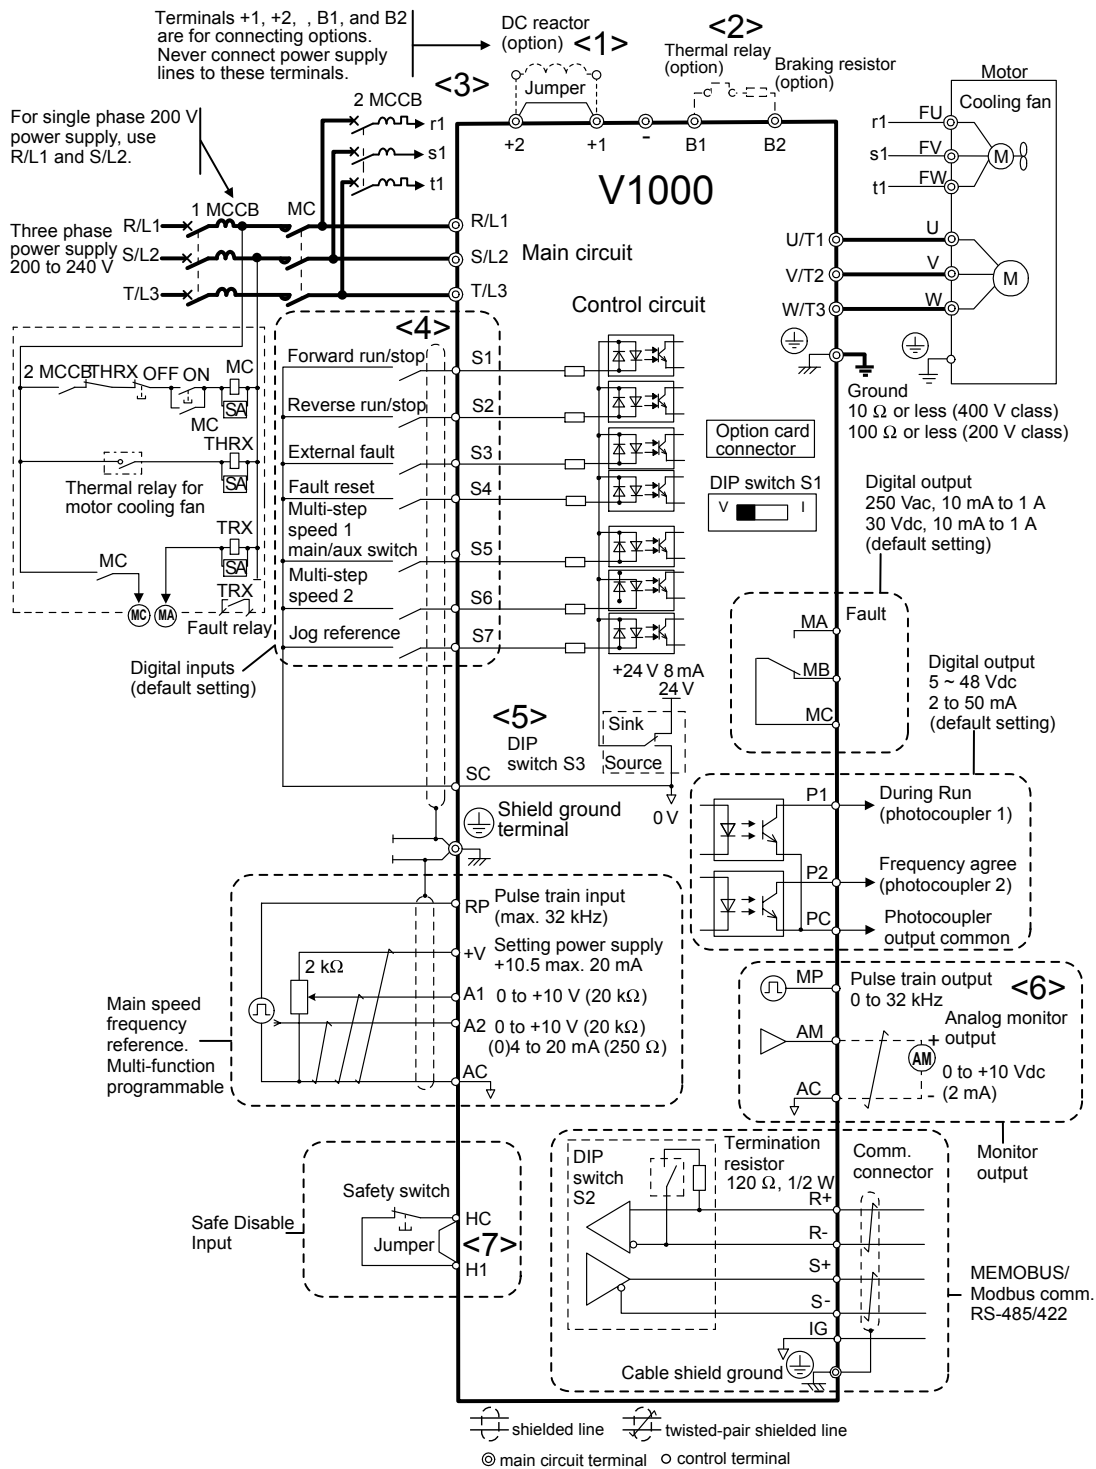 Terminals +1, +2, , B1, and B2
are for connecting options.
Never connect power supply
lines to these terminals.
DC reactor
(option)
<1>
<2>
Thermal relay
(option)
Braking resistor
(option)
Jumper
<3>
2 MCCB
r1
s1
t1
+2
+1
-
B1
B2
For single phase 200 V
power supply, use
R/L1 and S/L2.
Motor
Cooling fan
r1
FU
s1
FV
t1
FW
M
V1000
1 MCCB
MC
Three phase
power supply
200 to 240 V
R/L1
S/L2
T/L3
R/L1
S/L2
T/L3
Main circuit
Control circuit
U/T1
V/T2
W/T3
U
V
W
M
Ground
10 Ω or less (400 V class)
100 Ω or less (200 V class)
2 MCCB
THRX
OFF
ON
MC
SA
MC
THRX
SA
Thermal relay for
motor cooling fan
TRX
SA
MC
TRX
MC
MA
Fault relay
Digital inputs
(default setting)
<4>
Forward run/stop
S1
Reverse run/stop
S2
External fault
S3
Fault reset
S4
Multi-step
speed 1
main/aux switch
S5
Multi-step
speed 2
S6
Jog reference
S7
Option card
connector
DIP switch S1
V
I
Digital output
250 Vac, 10 mA to 1 A
30 Vdc, 10 mA to 1 A
(default setting)
MA
Fault
MB
MC
+24 V 8 mA
24 V
<5>
DIP
switch S3
Sink
Source
SC
0 V
Digital output
5 ~ 48 Vdc
2 to 50 mA
(default setting)
P1
During Run
(photocoupler 1)
P2
Frequency agree
(photocoupler 2)
PC
Photocoupler
output common
Shield ground
terminal
RP
Pulse train input
(max. 32 kHz)
+V
Setting power supply
+10.5 max. 20 mA
2 kΩ
A1
0 to +10 V (20 kΩ)
A2
0 to +10 V (20 kΩ)
(0)4 to 20 mA (250 Ω)
AC
Main speed
frequency
reference.
Multi-function
programmable
MP
Pulse train output
0 to 32 kHz
<6>
AM
+
Analog monitor
output
AM
0 to +10 Vdc
(2 mA)
AC
-
Monitor
output
Safe Disable
Input
Safety switch
Jumper
HC
<7>
H1
DIP
switch
S2
Termination
resistor
120 Ω, 1/2 W
Comm.
connector
R+
R-
S+
S-
IG
Cable shield ground
MEMOBUS/
Modbus comm.
RS-485/422
shielded line
twisted-pair shielded line
main circuit terminal
control terminal